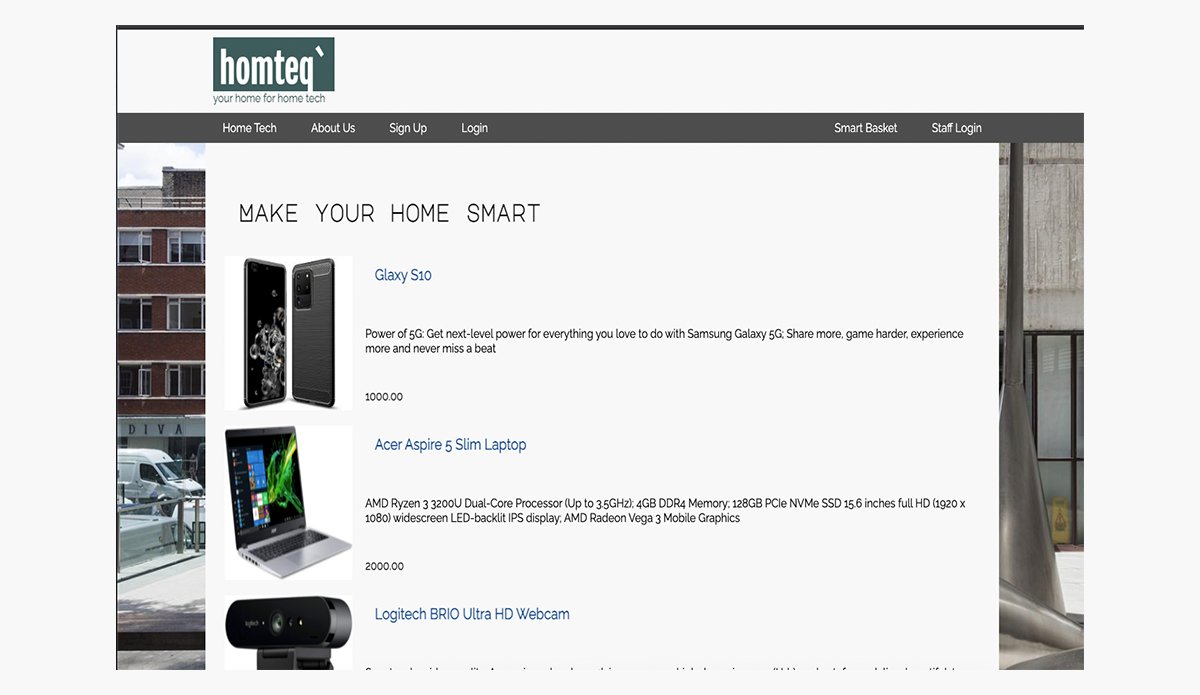 homteq`
your home for home tech
Home Tech About Us Sign Up Login Smart Basket Staff Login
MAKE YOUR HOME SMART
Glaxy S10
Power of 5G: Get next-level power for everything you love to do with Samsung Galaxy 5G; Share more, game harder, experience
more and never miss a beat
1000.00
DIVA
Acer Aspire 5 Slim Laptop
AMD Ryzen 3 3200U Dual-Core Processor (Up to 3.5GHz); 4GB DDR4 Memory; 128GB PCIe NVMe SSD 15.6 inches full HD (1920 x
1080) widescreen LED-backlit IPS display; AMD Radeon Vega 3 Mobile Graphics
2000.00
Logitech BRIO Ultra HD Webcam
logitech